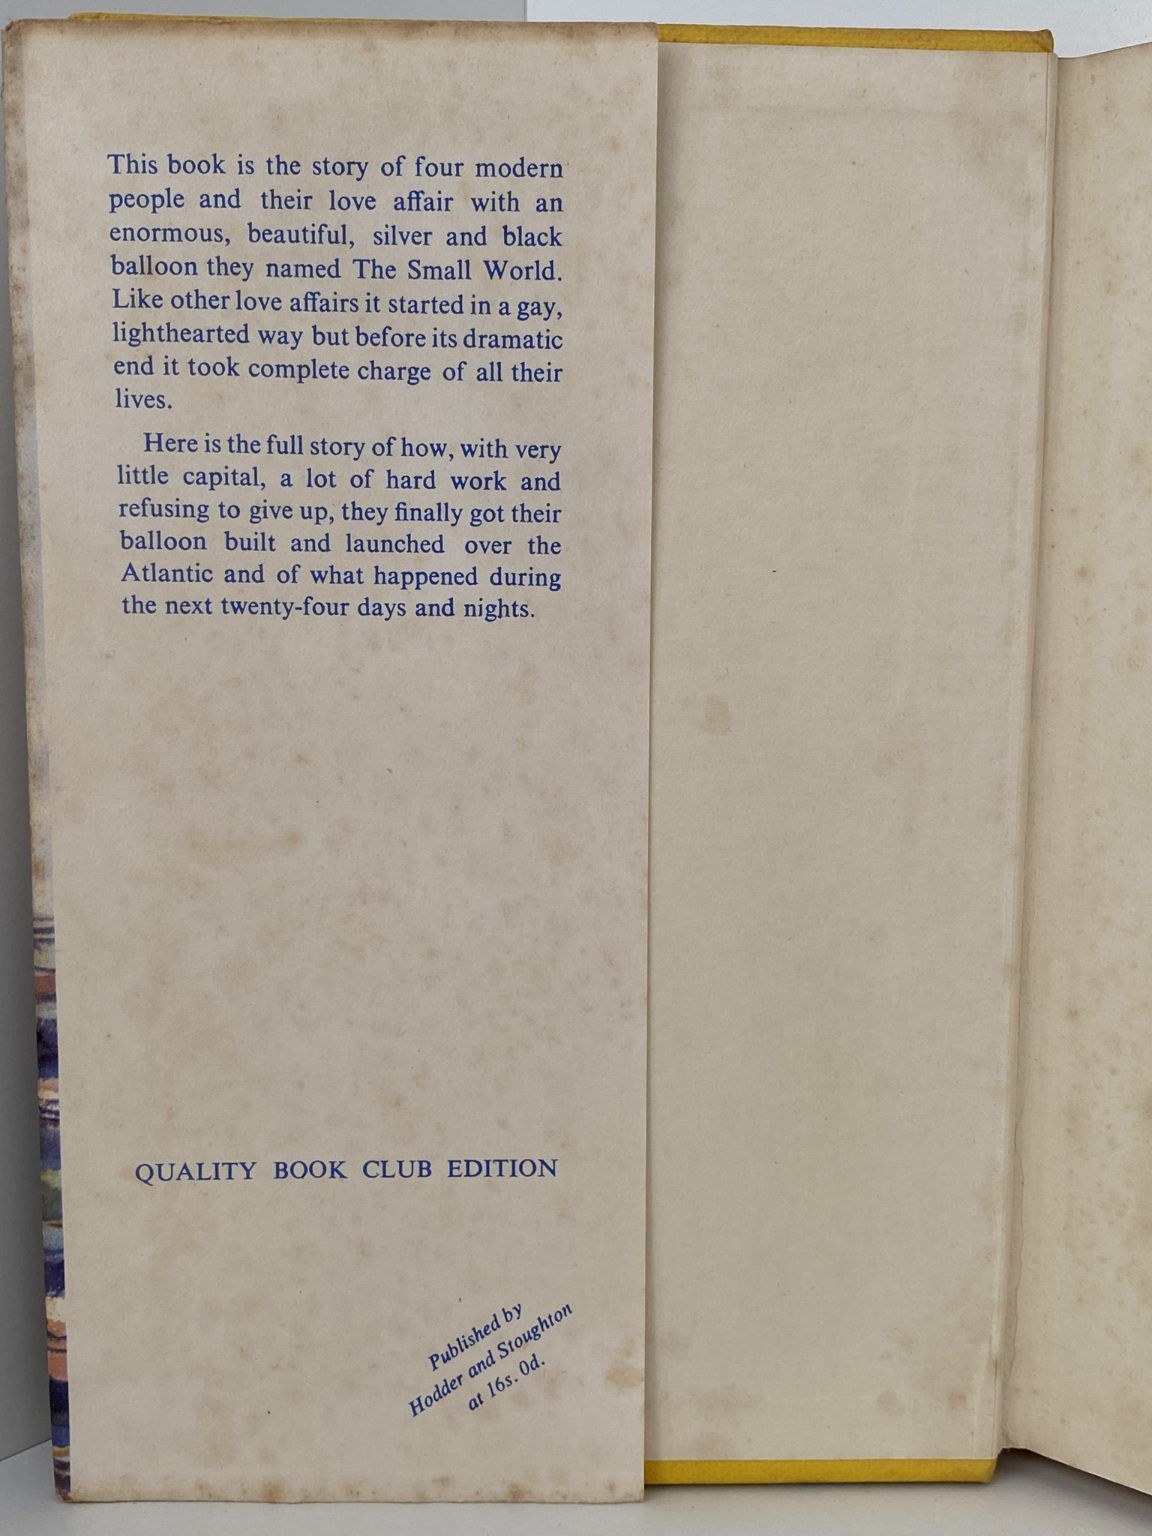 This book is the story of four modern
people and their love affair with an
enormous, beautiful, silver and black
balloon they named The Small World.
Like other love affairs it started in a gay,
lighthearted way but before its dramatic
end it took complete charge of all their
lives.
Here is the full story of how, with very
little capital, a lot of hard work and
refusing to give up, they finally got their
balloon built and launched over the
Atlantic and of what happened during
the next twenty-four days and nights.
QUALITY BOOK CLUB EDITION
Published by
Hodder and Stoughton
at 16s. 0d.